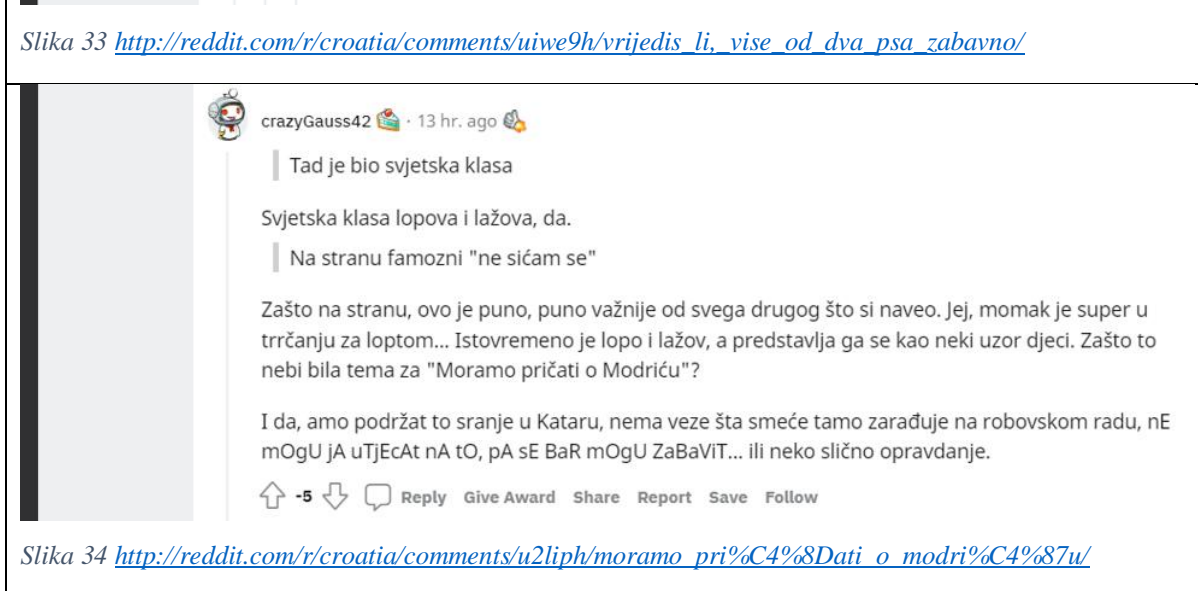 Slika 33 http://reddit.com/r/croatia/comments/uiwe9h/vrijedis_li,_vise_od_dva_psa_zabavno/
crazyGauss42 · 13 hr. ago
Tad je bio svjetska klasa
Svjetska klasa lopova i lažova, da.
Na stranu famozni "ne sićam se"
Zašto na stranu, ovo je puno, puno važnije od svega drugog što si naveo. Jej, momak je super u
trrčanju za loptom... Istovremeno je lopo i lažov, a predstavlja ga se kao neki uzor djeci. Zašto to
nebi bila tema za "Moramo pričati o Modriću"?
I da, amo podržat to sranje u Kataru, nema veze šta smeće tamo zarađuje na robovskom radu, nE
mOgU jA uTjEcAt nA tO, pA sE BaR mOgU ZaBaViT... ili neko slično opravdanje.
-5 Reply Give Award Share Report Save Follow
Slika 34 http://reddit.com/r/croatia/comments/u2liph/moramo_pri%C4%8Dati_o_modri%C4%87u/